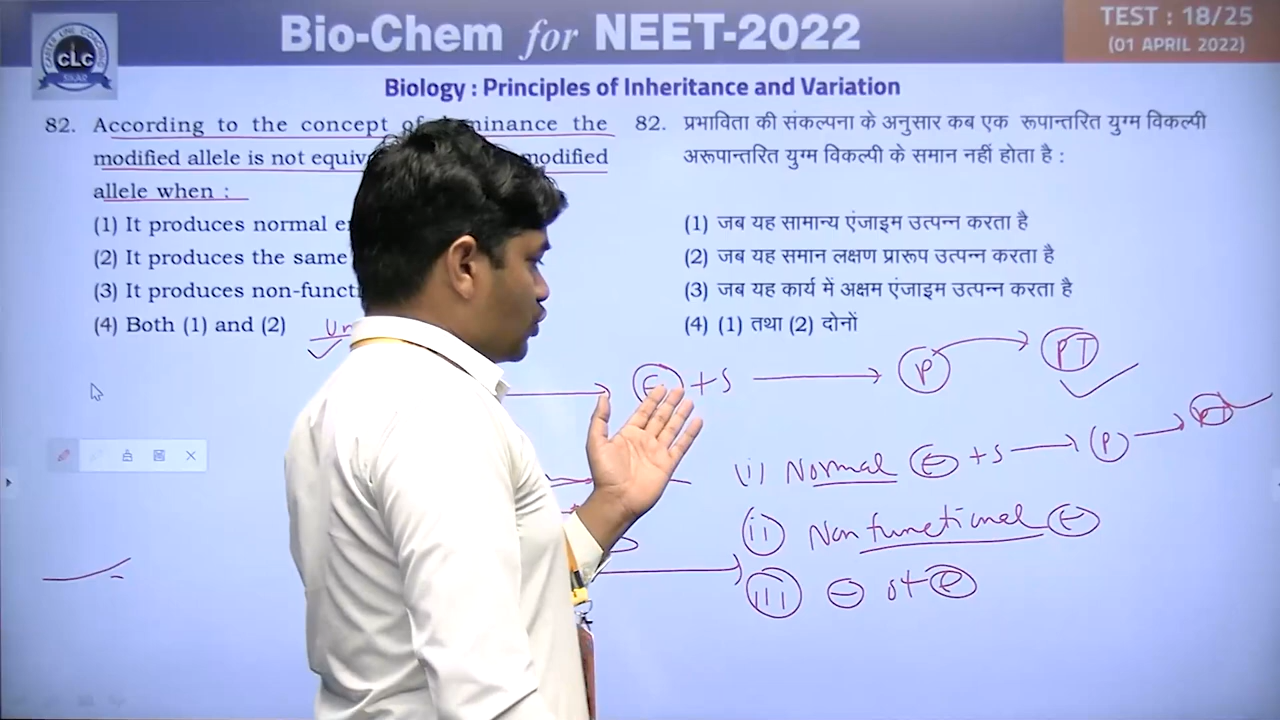 Bio-Chem for NEET-2022
TEST : 18/25
(01 APRIL 2022)
CLC
SIKAR
Biology : Principles of Inheritance and Variation
82. According to the concept of dominance the
modified allele is not modified
allele when :
(1) It produces normal
(2) It produces the same
(3) It produces
(4) Both (1) and (2)
82. प्रभाविता की संकल्पना के अनुसार कब एक रूपान्तरित युग्म विकल्पी
अरूपान्तरित युग्म विकल्पी के समान नहीं होता है :
(1) जब यह सामान्य एंजाइम उत्पन्न करता है
(2) जब यह समान लक्षण प्रारूप उत्पन्न करता है
(3) जब यह कार्य में अक्षम एंजाइम उत्पन्न करता है
(4) (1) तथा (2) दोनों
E + S P PT
(i) Normal E + S P PT
(ii) Non functional E
(iii)